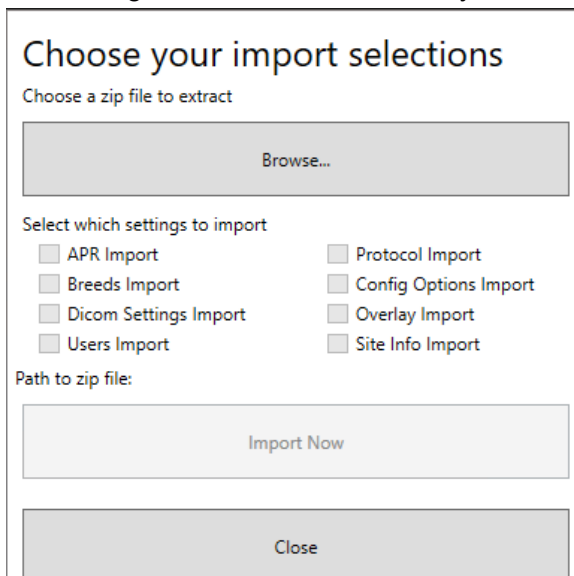 Choose your import selections
Choose a zip file to extract
Browse...
Select which settings to import
APR Import
Protocol Import
Breeds Import
Config Options Import
Dicom Settings Import
Overlay Import
Users Import
Site Info Import
Path to zip file:
Import Now
Close